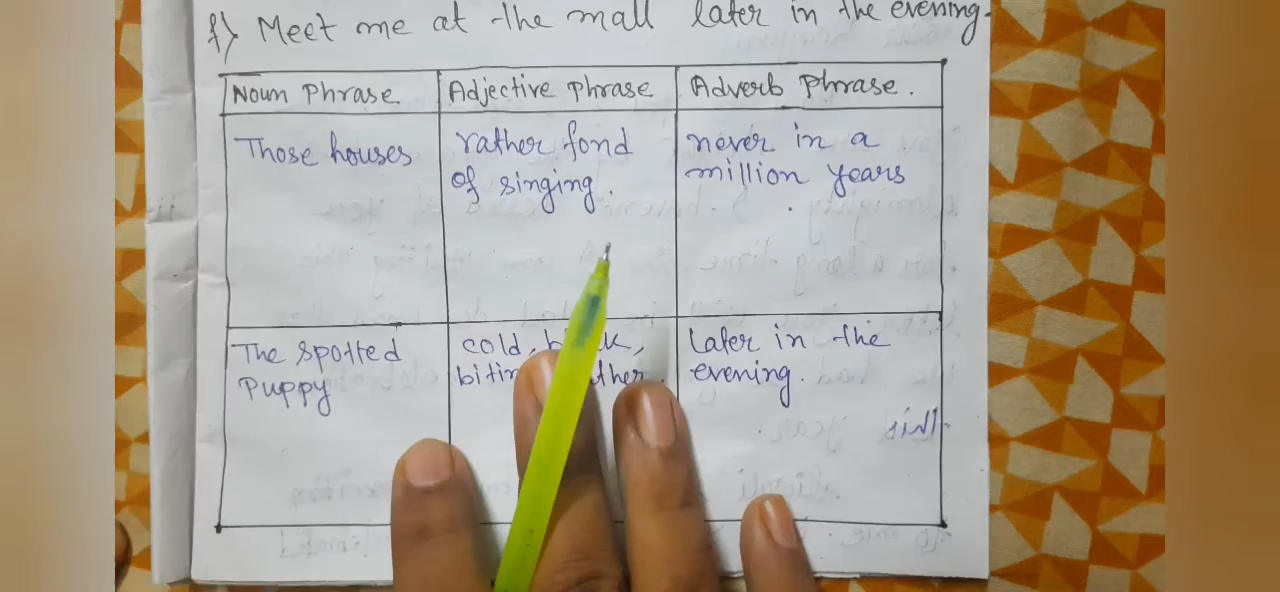 f) Meet me at the mall later in the evening.
Noun Phrase. Adjective Phrase Adverb Phrase.
Those houses
rather fond
of singing.
never in a
million years
The spotted
Puppy
cold,
later in the
evening.